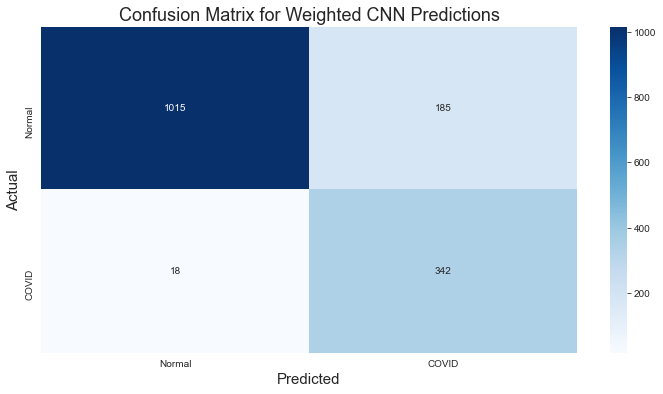 Confusion Matrix for Weighted CNN Predictions
Actual
Normal
COVID
1015
185
18
342
Normal
COVID
Predicted
1000
800
600
400
200